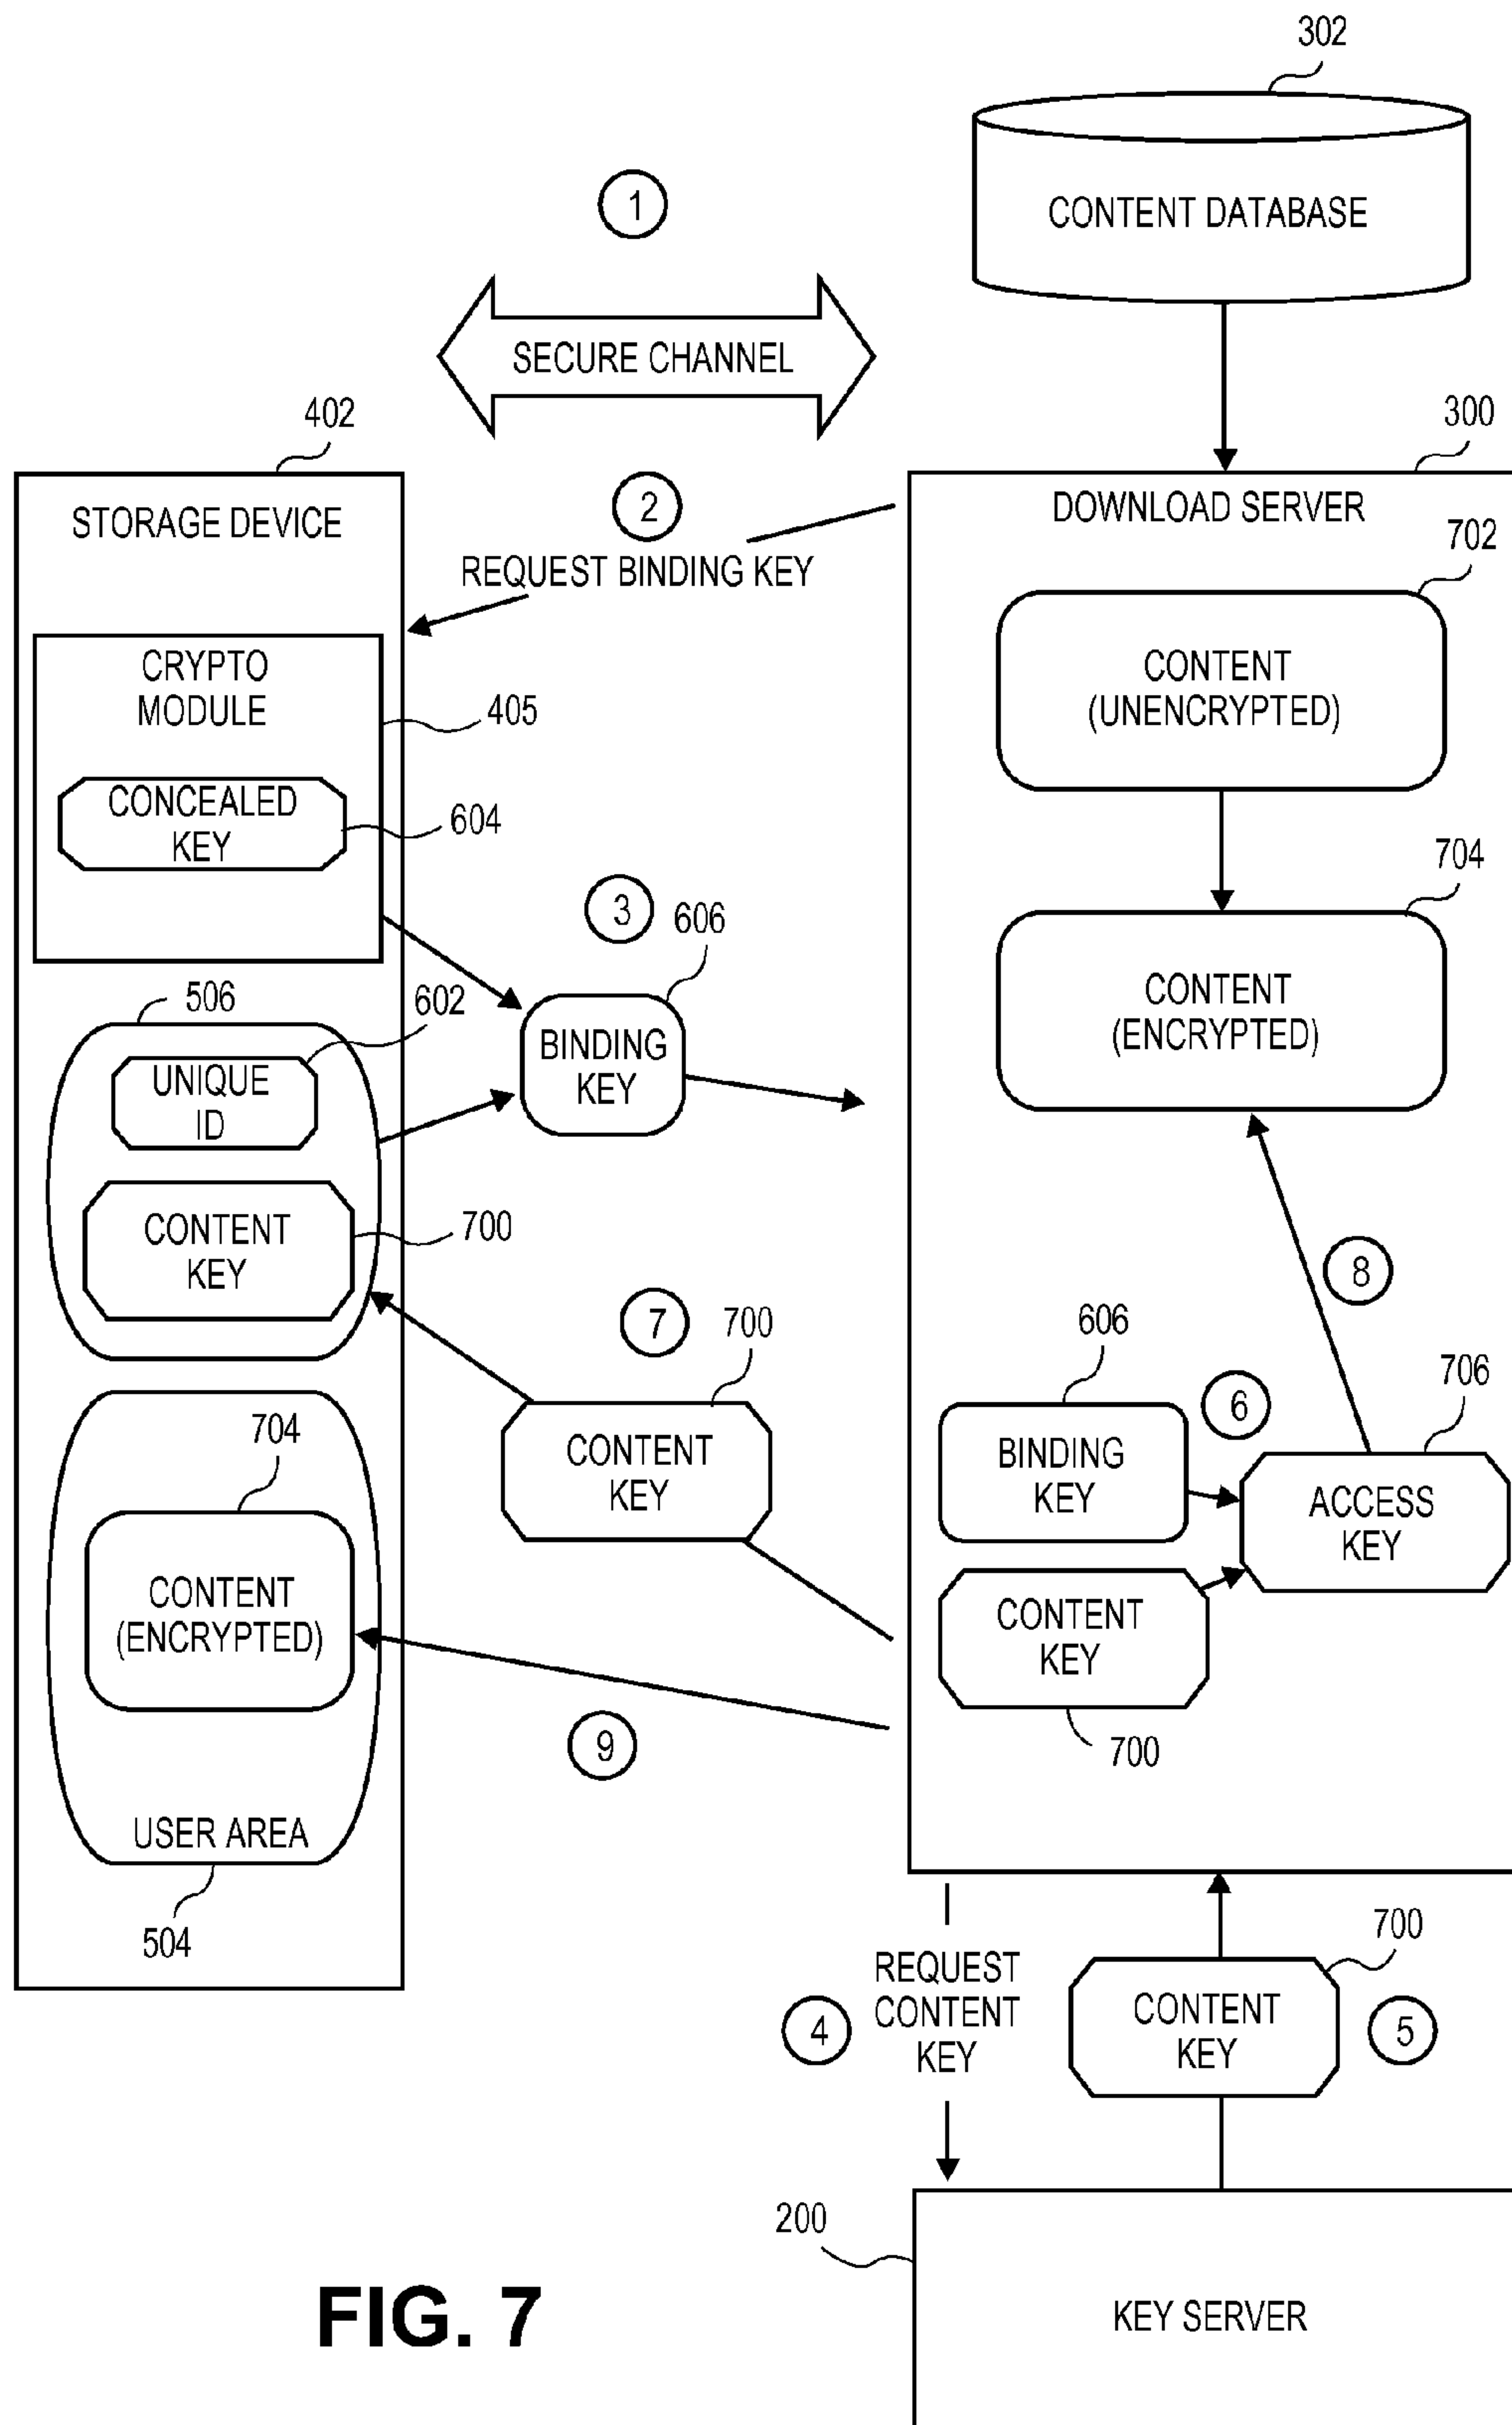 302
CONTENT DATABASE
1
SECURE CHANNEL
402
300
STORAGE DEVICE
2
REQUEST BINDING KEY
DOWNLOAD SERVER
702
CONTENT
(UNENCRYPTED)
CRYPTO
MODULE
405
CONCEALED
KEY
604
704
CONTENT
(ENCRYPTED)
3
606
BINDING
KEY
506
602
UNIQUE
ID
CONTENT
KEY
700
8
7
700
CONTENT
KEY
606
BINDING
KEY
6
706
ACCESS
KEY
CONTENT
KEY
700
704
CONTENT
(ENCRYPTED)
9
USER AREA
504
4
REQUEST
CONTENT
KEY
700
CONTENT
KEY
5
200
KEY SERVER
FIG. 7